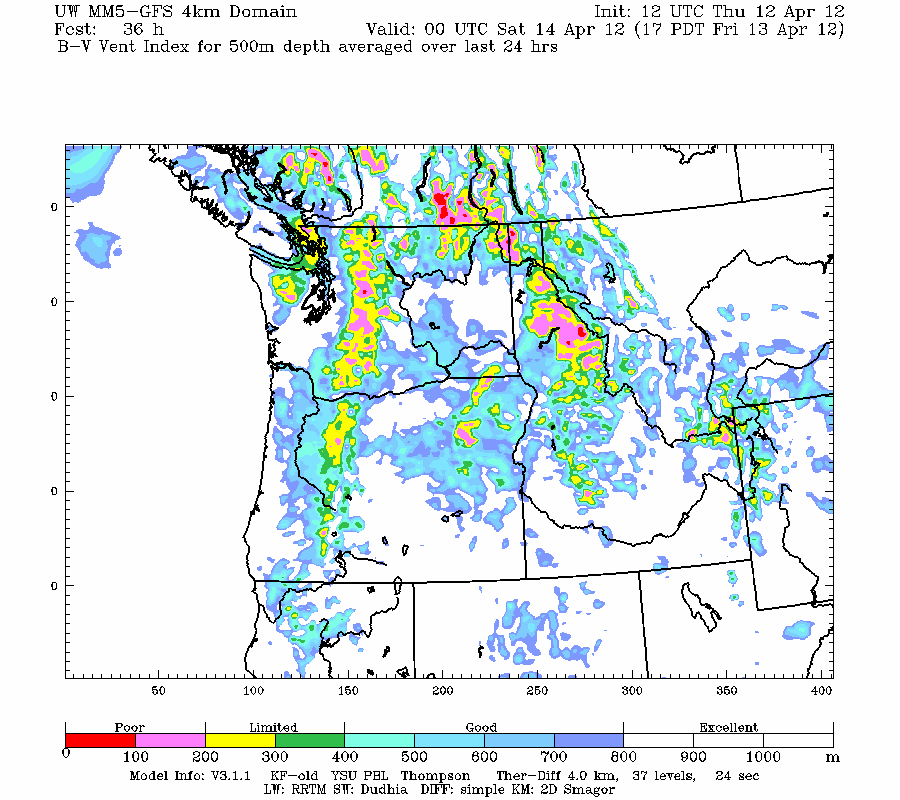 UW MM5-GFS 4km Domain Init: 12 UTC Thu 12 Apr 12
Fcst: 36 h Valid: 00 UTC Sat 14 Apr 12 (17 PDT Fri 13 Apr 12)
B-V Vent Index for 500m depth averaged over last 24 hrs
0
0
0
0
0
50 100 150 200 250 300 350 400
Poor Limited Good Excellent
0 100 200 300 400 500 600 700 800 900 1000 m
Model Info: V3.1.1 KF-old YSU PBL Thompson Ther-Diff 4.0 km, 37 levels, 24 sec
LW: RRTM SW: Dudhia DIFF: simple KM: 2D Smagor